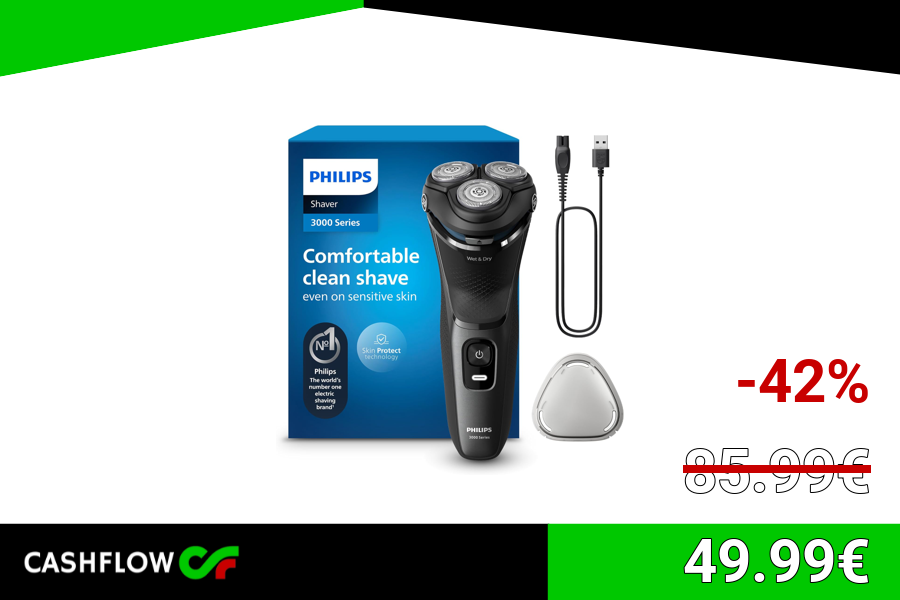 PHILIPS
Shaver
3000 Series
Comfortable
clean shave
even on sensitive skin
Nº1
Philips
The world's
number one
electric
shaving
brand¹
Skin Protect
technology
Wet & Dry
PHILIPS
3000 Series
-42%
85.99€
CASHFLOW
49.99€